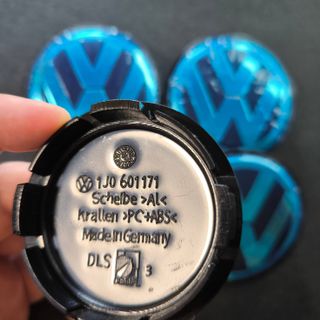 1J0 601171
Scheibe >Al<
Krallen >PC+ABS<
Made in Germany
DLS 3